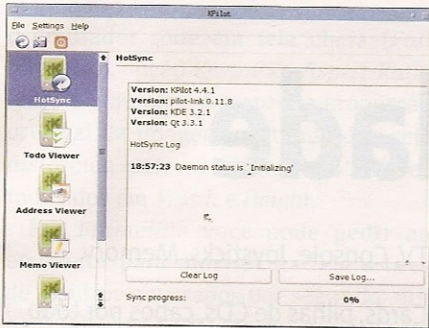 KPilot
File Settings Help
HotSync
HotSync
Version: KPilot 4.4.1
Version: pilot-link 0.11.8
Version: KDE 3.2.1
Version: Qt 3.3.1
HotSync Log
18:57:23 Daemon status is `Initializing'
Todo Viewer
Address Viewer
Memo Viewer
Clear Log
Save Log...
Sync progress:
0%